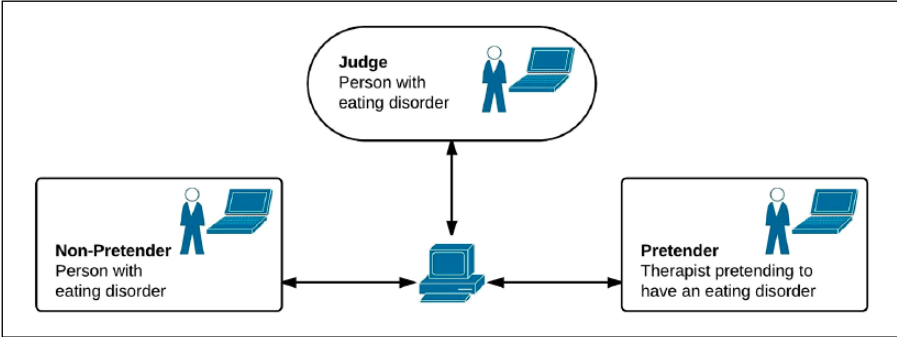 Judge
Person with
eating disorder
Non-Pretender
Person with
eating disorder
Pretender
Therapist pretending to
have an eating disorder